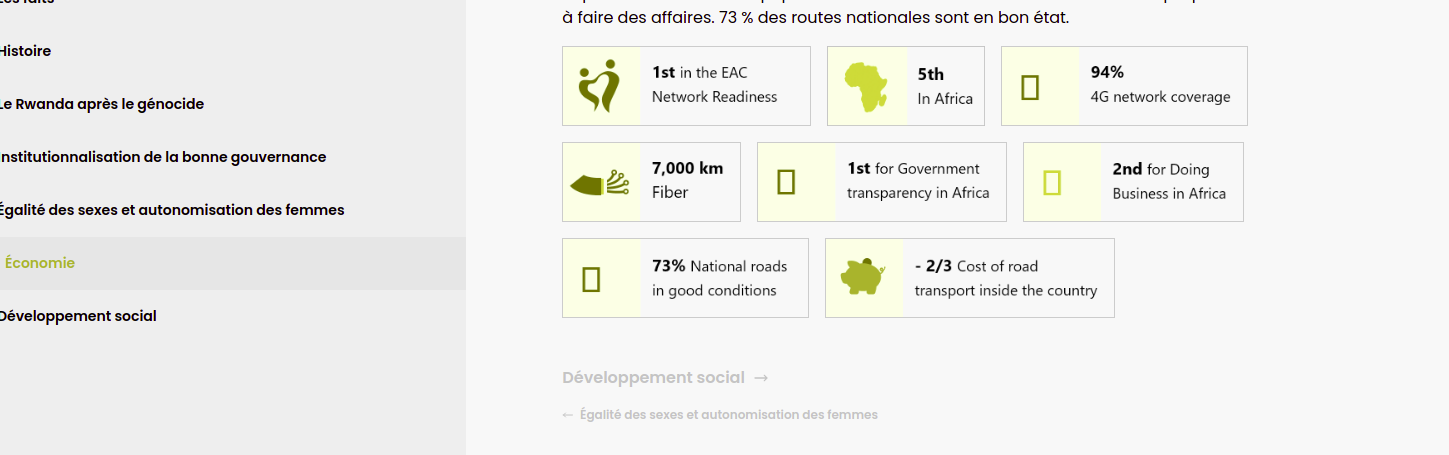 Histoire
Le Rwanda après le génocide
Institutionnalisation de la bonne gouvernance
Égalité des sexes et autonomisation des femmes
Économie
Développement social
à faire des affaires. 73 % des routes nationales sont en bon état.
1st in the EAC
Network Readiness
5th
In Africa
94%
4G network coverage
7,000 km
Fiber
1st for Government
transparency in Africa
2nd for Doing
Business in Africa
73% National roads
in good conditions
- 2/3 Cost of road
transport inside the country
Développement social →
← Égalité des sexes et autonomisation des femmes